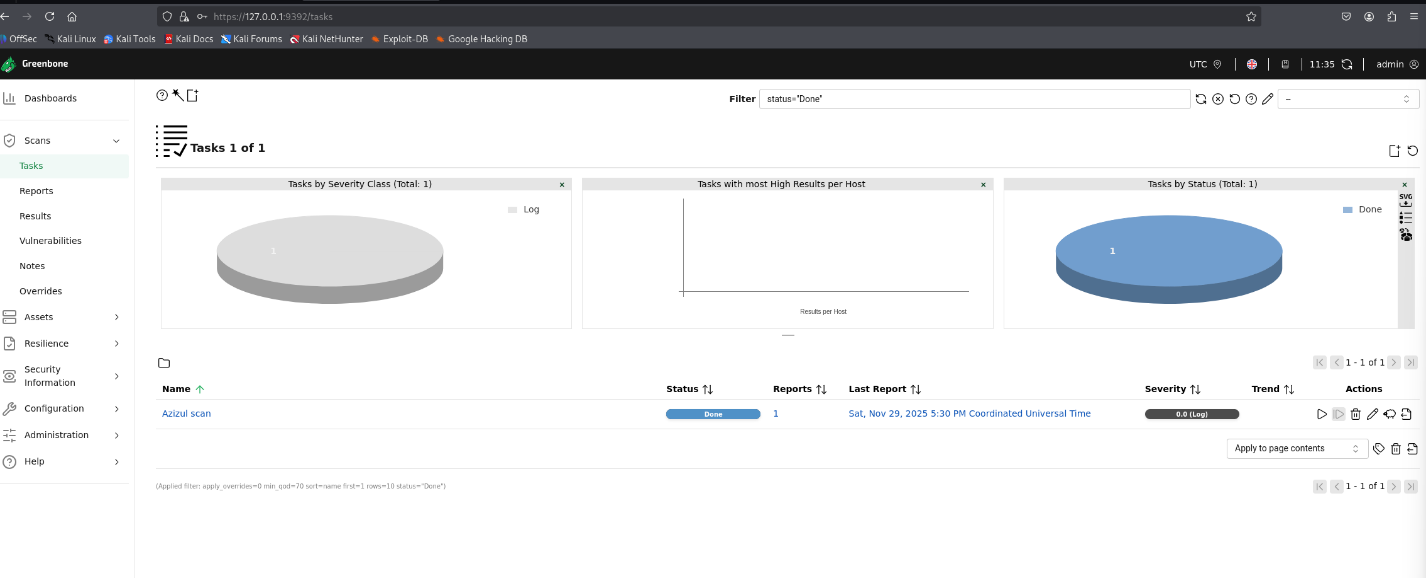 https://127.0.0.1:9392/tasks
OffSec Kali Linux Kali Tools Kali Docs Kali Forums Kali NetHunter Exploit-DB Google Hacking DB
Greenbone UTC 11:35 admin
Dashboards
Scans
Tasks
Reports
Results
Vulnerabilities
Notes
Overrides
Assets
Resilience
Security
Information
Configuration
Administration
Help
Filter status="Done" --
Tasks 1 of 1
Tasks by Severity Class (Total: 1) ×
Log
1
Tasks with most High Results per Host ×
Results per Host
Tasks by Status (Total: 1) ×
SVG
Done
1
1 - 1 of 1
Name Status Reports Last Report Severity Trend Actions
Azizul scan Done 1 Sat, Nov 29, 2025 5:30 PM Coordinated Universal Time 0.0 (Log)
Apply to page contents
(Applied filter: apply_overrides=0 min_qod=70 sort=name first=1 rows=10 status="Done")
1 - 1 of 1